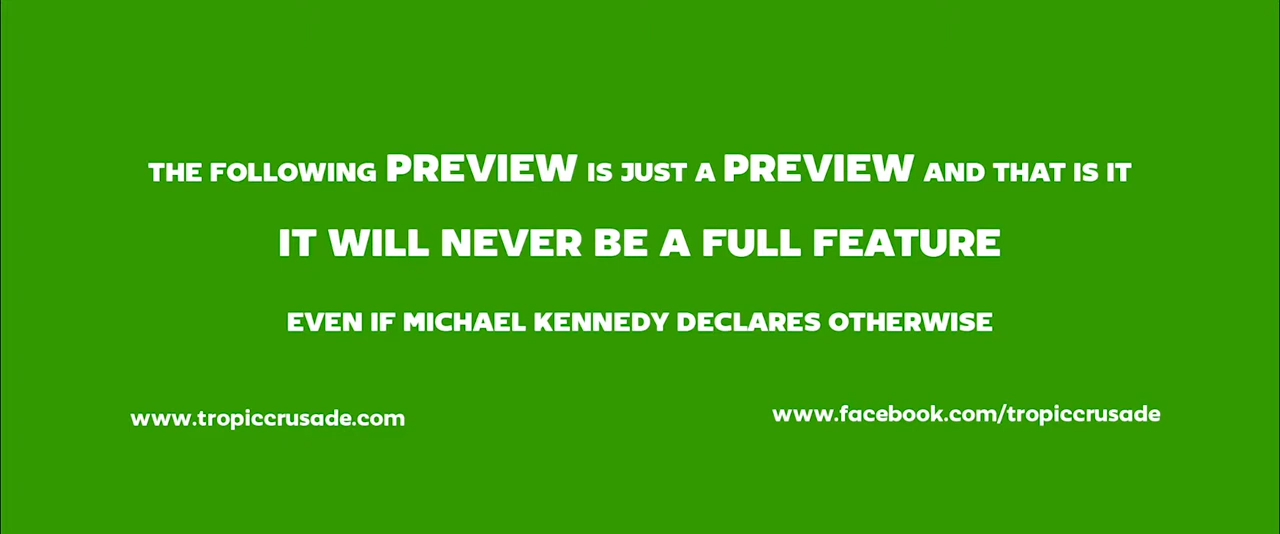 THE FOLLOWING PREVIEW IS JUST A PREVIEW AND THAT IS IT
IT WILL NEVER BE A FULL FEATURE
EVEN IF MICHAEL KENNEDY DECLARES OTHERWISE
www.tropiccrusade.com
www.facebook.com/tropiccrusade